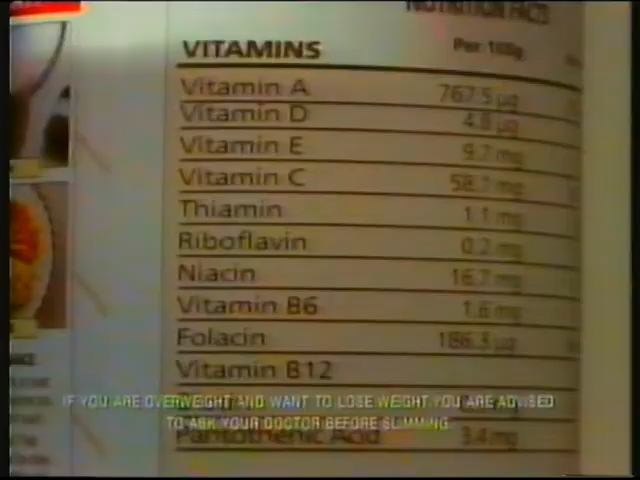 NUTRITION FACTS
VITAMINS Per 100g
Vitamin A 767.5 µg
Vitamin D 4.8 µg
Vitamin E 9.7 mg
Vitamin C 58.7 mg
Thiamin 1.1 mg
Riboflavin 0.2 mg
Niacin 16.7 mg
Vitamin B6 1.6 mg
Folacin 186.3 µg
Vitamin B12
IF YOU ARE OVERWEIGHT AND WANT TO LOSE WEIGHT YOU ARE ADVISED
TO ASK YOUR DOCTOR BEFORE SLIMMING.
Pantothenic Acid 3.4 mg